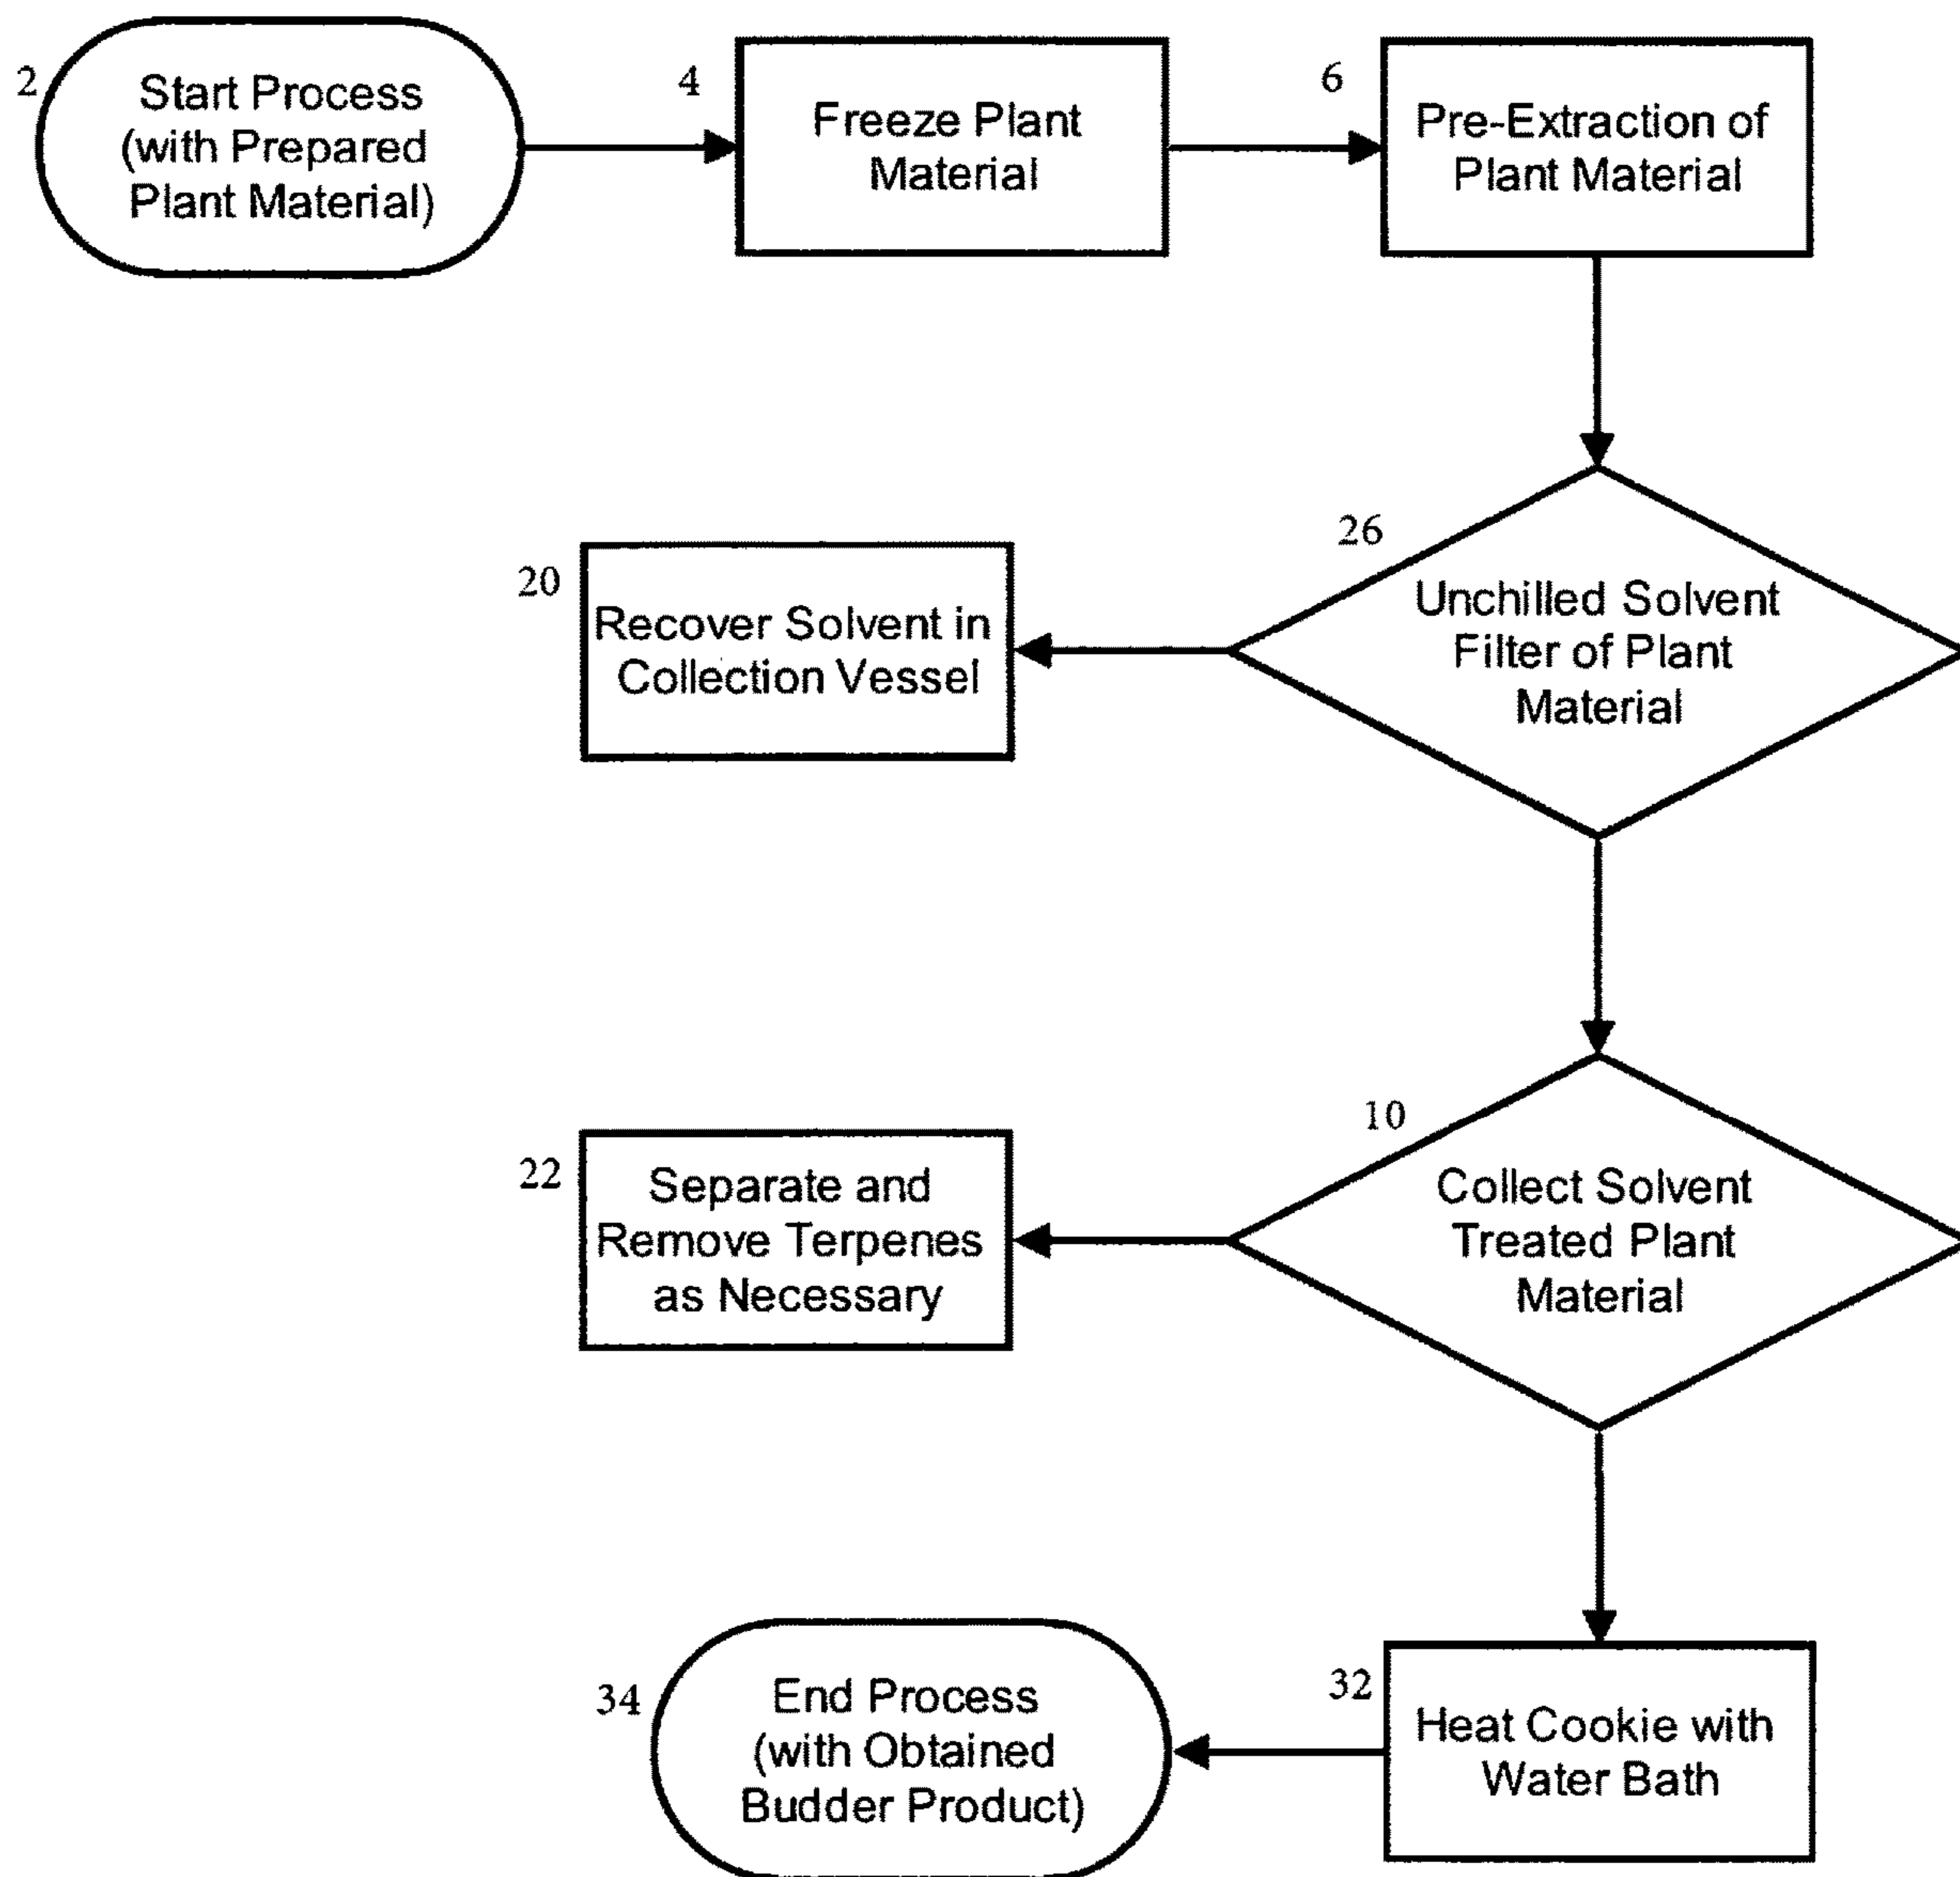 2
Start Process
(with Prepared
Plant Material)
4
Freeze Plant
Material
6
Pre-Extraction of
Plant Material
26
Unchilled Solvent
Filter of Plant
Material
20
Recover Solvent in
Collection Vessel
10
Collect Solvent
Treated Plant
Material
22
Separate and
Remove Terpenes
as Necessary
32
Heat Cookie with
Water Bath
34
End Process
(with Obtained
Budder Product)